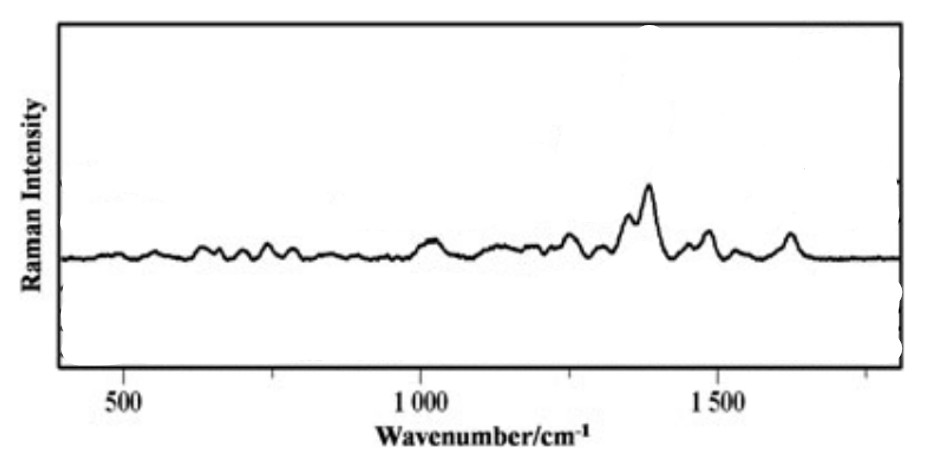 Raman Intensity
500 1 000 1 500
Wavenumber/cm⁻¹